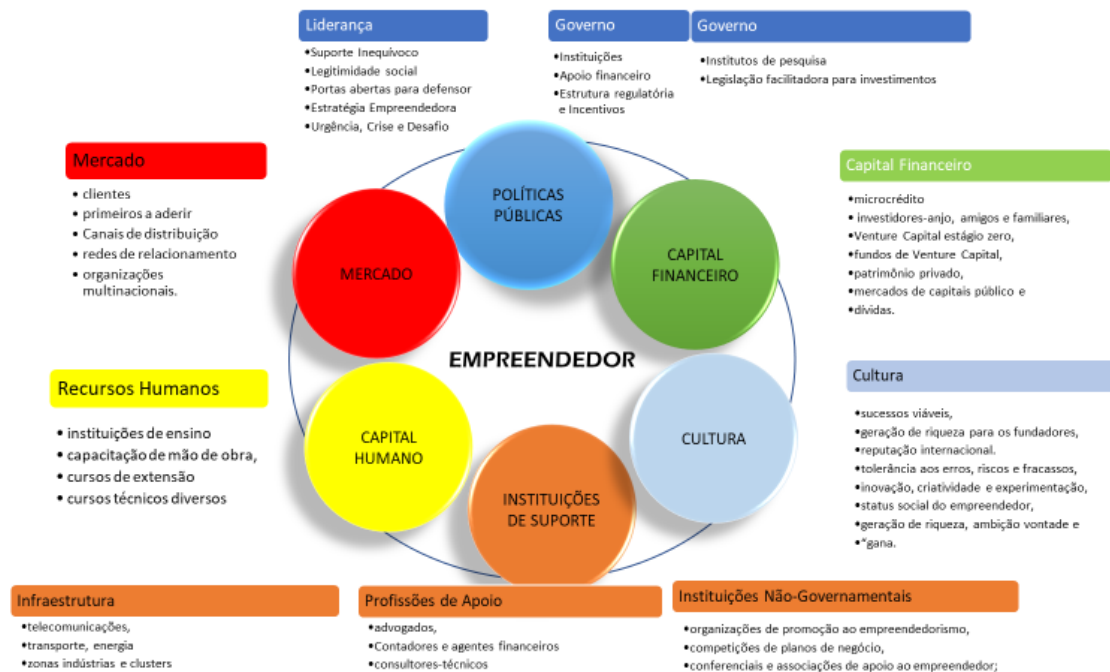 Liderança
•Suporte Inequívoco
•Legitimidade social
•Portas abertas para defensor
•Estratégia Empreendedora
•Urgência, Crise e Desafio
Governo
•Instituições
•Apoio financeiro
•Estrutura regulatória
e Incentivos
Governo
•Institutos de pesquisa
•Legislação facilitadora para investimentos
Mercado
• clientes
• primeiros a aderir
• Canais de distribuição
• redes de relacionamento
• organizações
multinacionais.
Capital Financeiro
•microcrédito
• investidores-anjo, amigos e familiares,
•Venture Capital estágio zero,
•fundos de Venture Capital,
•patrimônio privado,
•mercados de capitais público e
•dívidas.
POLÍTICAS
PÚBLICAS
MERCADO
CAPITAL
FINANCEIRO
EMPREENDEDOR
CAPITAL
HUMANO
CULTURA
INSTITUIÇÕES
DE SUPORTE
Recursos Humanos
• instituições de ensino
• capacitação de mão de obra,
• cursos de extensão
• cursos técnicos diversos
Cultura
•sucessos viáveis,
•geração de riqueza para os fundadores,
•reputação internacional.
•tolerância aos erros, riscos e fracassos,
•inovação, criatividade e experimentação,
•status social do empreendedor,
•geração de riqueza, ambição vontade e
•“gana.
Infraestrutura
•telecomunicações,
•transporte, energia
•zonas indústrias e clusters
Profissões de Apoio
•advogados,
•Contadores e agentes financeiros
•consultores-técnicos
Instituições Não-Governamentais
•organizações de promoção ao empreendedorismo,
•competições de planos de negócio,
•conferenciais e associações de apoio ao empreendedor;